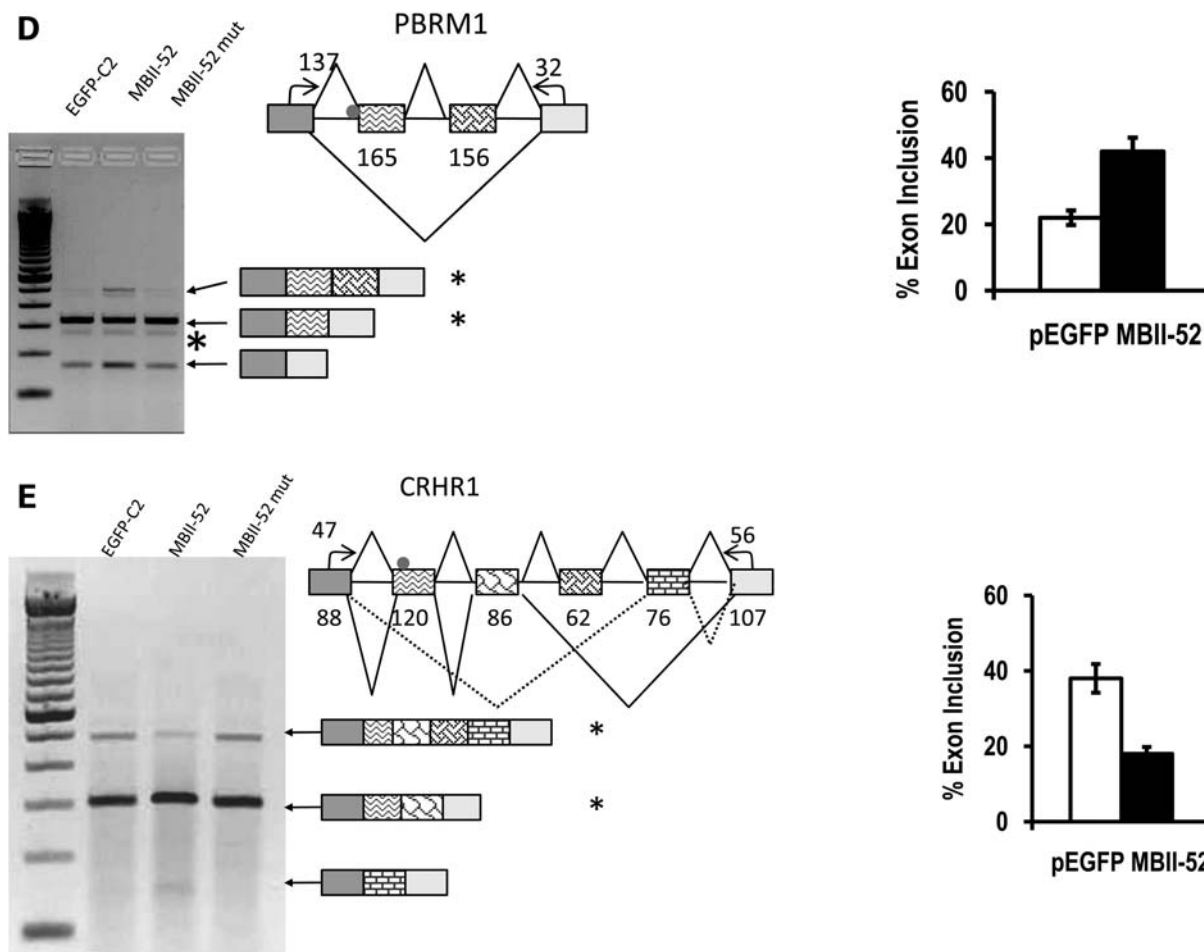 D
PBRM1
EGFP-C2
MBII-52
MBII-52 mut
137
32
165
156
*
*
*
60
40
20
0
% Exon Inclusion
pEGFP MBII-52
E
CRHR1
EGFP-C2
MBII-52
MBII-52 mut
47
56
88
120
86
62
76
107
*
*
60
40
20
0
% Exon Inclusion
pEGFP MBII-52